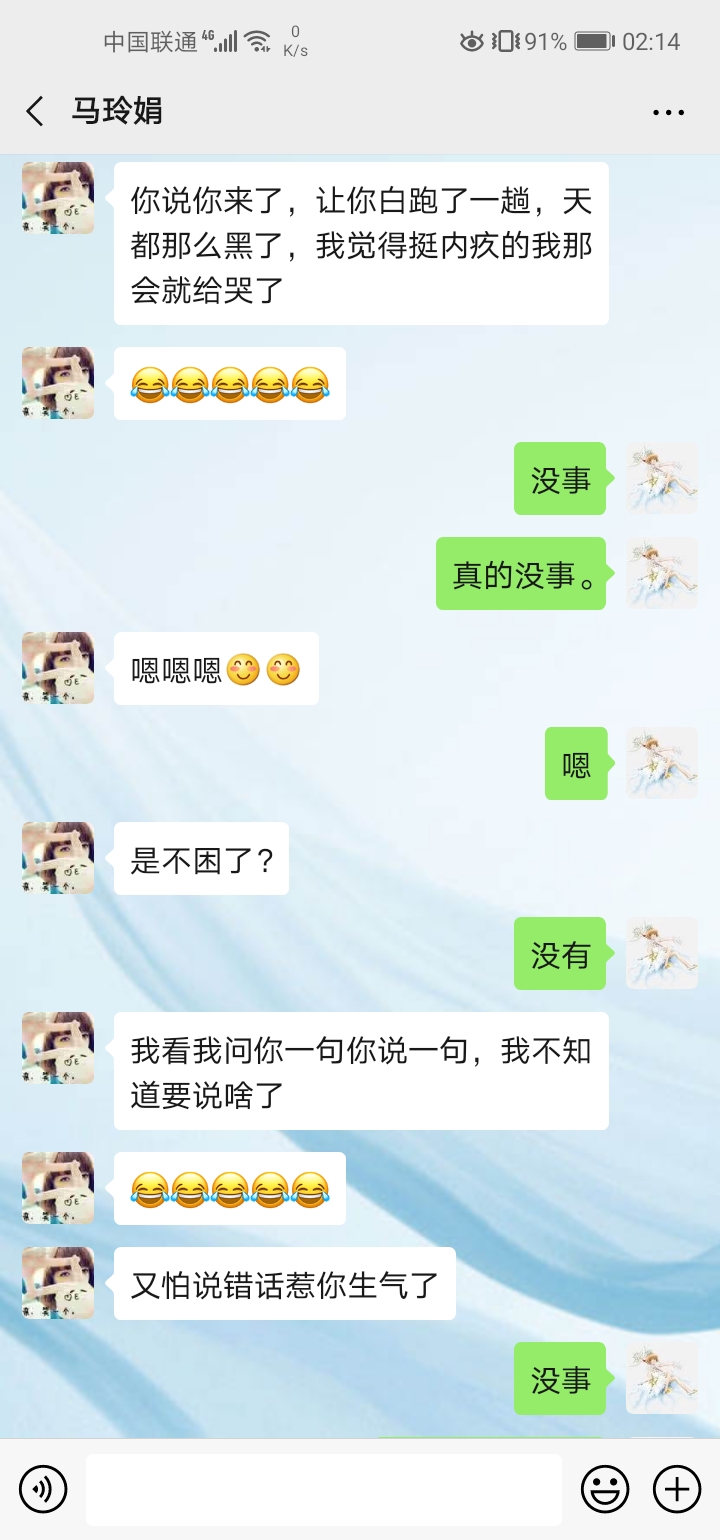 中国联通 4G 0 K/s 91% 02:14
马玲娟
你说你来了，让你白跑了一趟，天
都那么黑了，我觉得挺内疚的我那
会就给哭了
😂😂😂😂😂
没事
真的没事。
嗯嗯嗯😊😊
嗯
是不困了？
没有
我看我问你一句你说一句，我不知
道要说啥了
😂😂😂😂😂
又怕说错话惹你生气了
没事